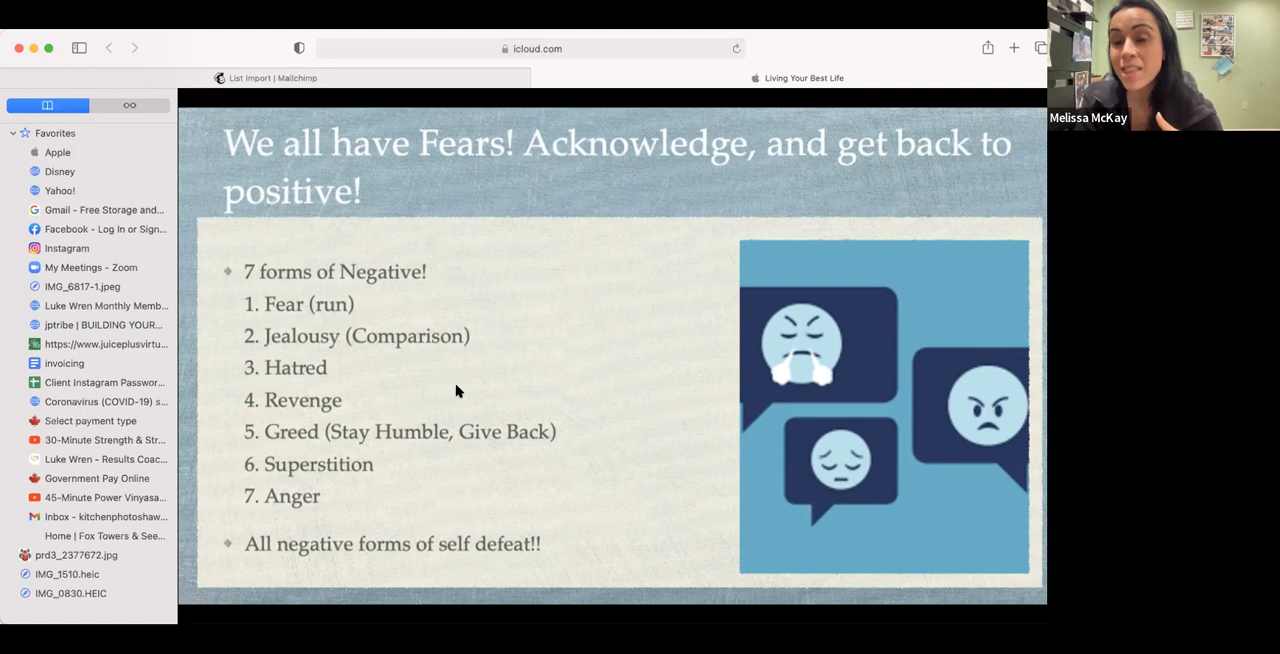 icloud.com
List Import | Mailchimp
Living Your Best Life
Favorites
Apple
Disney
Yahoo!
Gmail - Free Storage and...
Facebook - Log In or Sign...
Instagram
My Meetings - Zoom
IMG_6817-1.jpeg
Luke Wren Monthly Memb...
jptribe | BUILDING YOUR...
https://www.juiceplusvirtu...
invoicing
Client Instagram Passwor...
Coronavirus (COVID-19) s...
Select payment type
30-Minute Strength & Str...
Luke Wren - Results Coac...
Government Pay Online
45-Minute Power Vinyasa...
Inbox - kitchenphotoshaw...
Home | Fox Towers & See...
prd3_2377672.jpg
IMG_1510.heic
IMG_0830.HEIC
We all have Fears! Acknowledge, and get back to
positive!
7 forms of Negative!
1. Fear (run)
2. Jealousy (Comparison)
3. Hatred
4. Revenge
5. Greed (Stay Humble, Give Back)
6. Superstition
7. Anger
All negative forms of self defeat!!
Melissa McKay